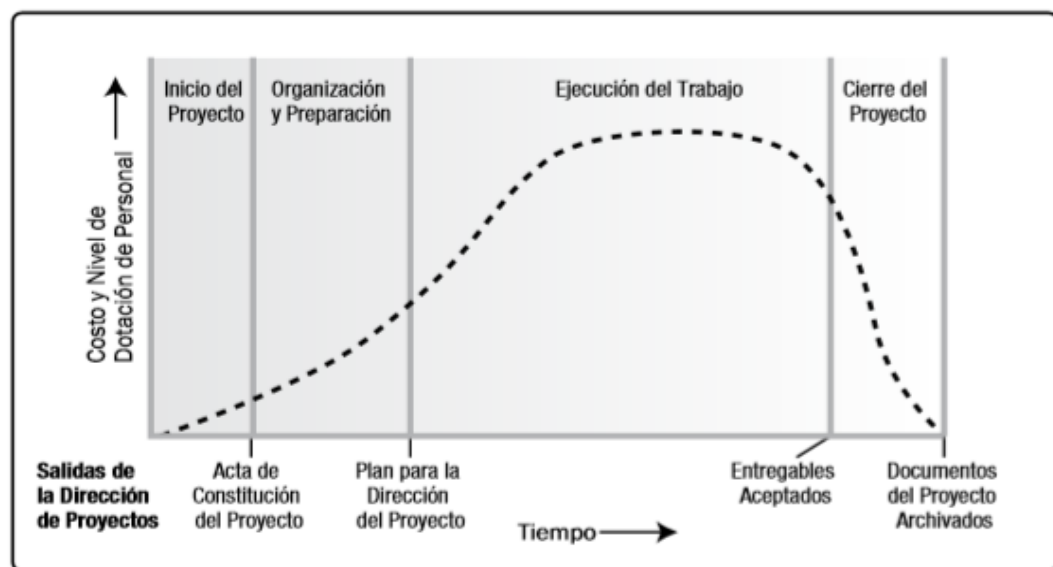 Inicio del
Proyecto
Organización
y Preparación
Ejecución del Trabajo
Cierre del
Proyecto
Costo y Nivel de
Dotación de Personal
Salidas de
la Dirección
de Proyectos
Acta de
Constitución
del Proyecto
Plan para la
Dirección
del Proyecto
Entregables
Aceptados
Documentos
del Proyecto
Archivados
Tiempo